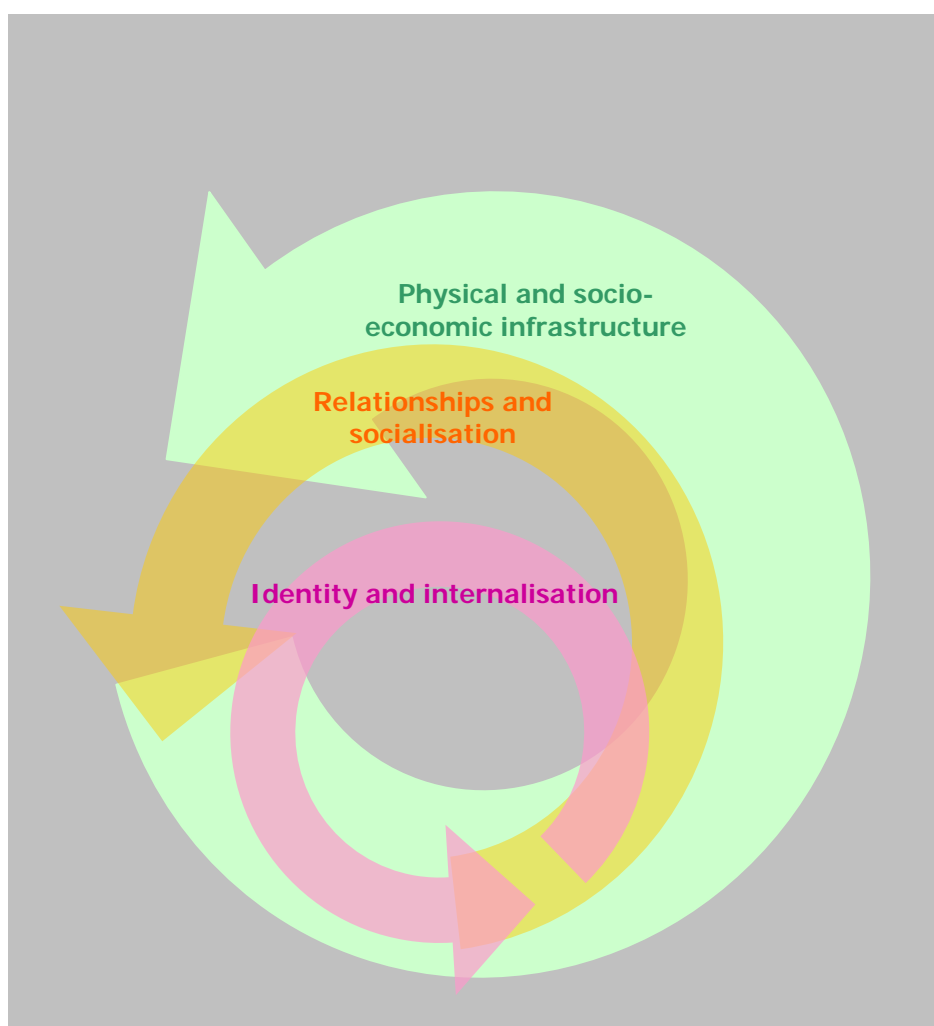 Physical and socio-
economic infrastructure
Relationships and
socialisation
Identity and internalisation